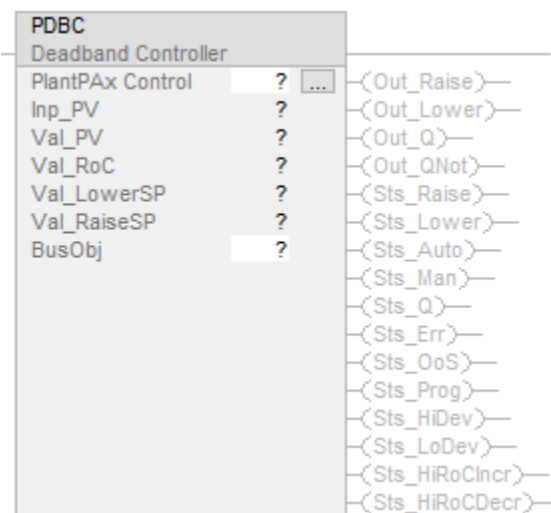 PDBC
Deadband Controller
PlantPAx Control ? ... (Out_Raise)
Inp_PV ? (Out_Lower)
Val_PV ? (Out_Q)
Val_RoC ? (Out_QNot)
Val_LowerSP ? (Sts_Raise)
Val_RaiseSP ? (Sts_Lower)
BusObj ? (Sts_Auto)
(Sts_Man)
(Sts_Q)
(Sts_Err)
(Sts_OoS)
(Sts_Prog)
(Sts_HiDev)
(Sts_LoDev)
(Sts_HiRoCIncr)
(Sts_HiRoCDecr)